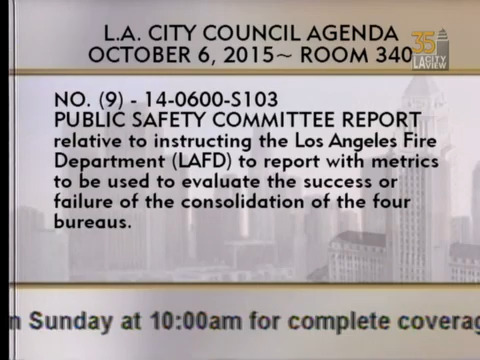 L.A. CITY COUNCIL AGENDA
OCTOBER 6, 2015~ ROOM 340
35
LACITY
VIEW
NO. (9) - 14-0600-S103
PUBLIC SAFETY COMMITTEE REPORT
relative to instructing the Los Angeles Fire
Department (LAFD) to report with metrics
to be used to evaluate the success or
failure of the consolidation of the four
bureaus.
n Sunday at 10:00am for complete coverag